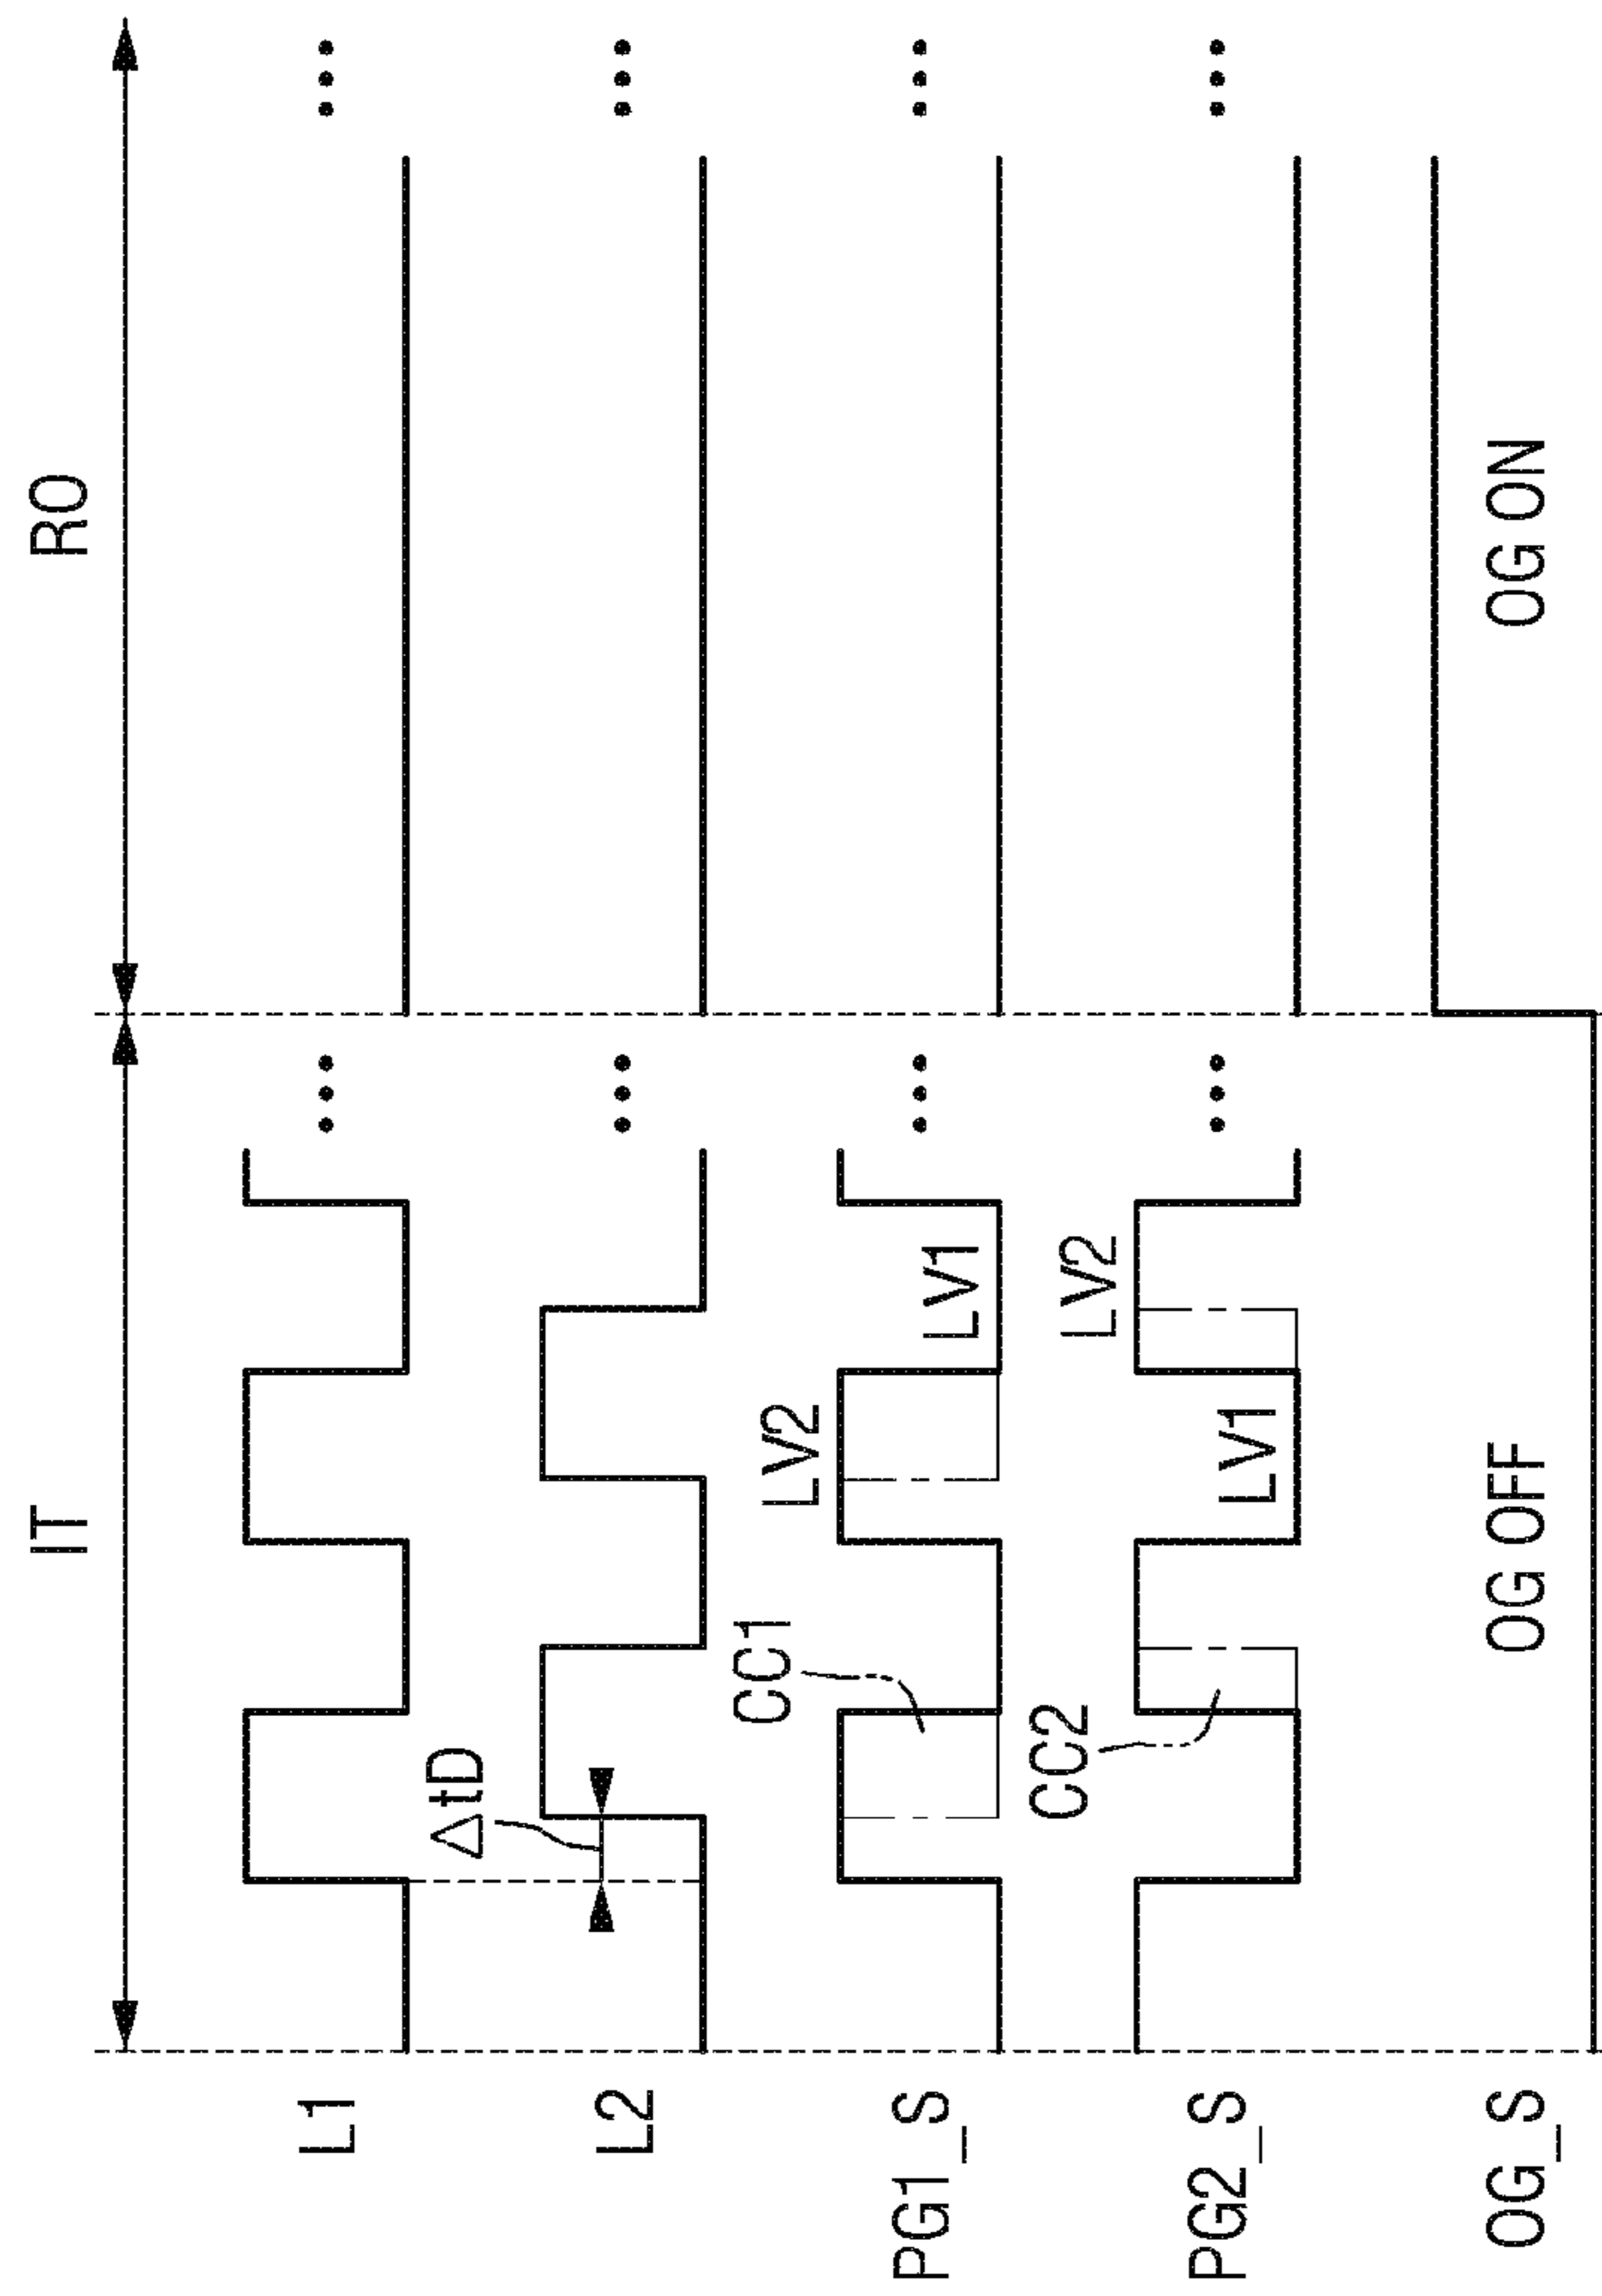 IT
RO
L1
L2
ΔtD
PG1_S
CC1
LV2
LV1
PG2_S
CC2
LV1
LV2
OG_S
OG OFF
OG ON